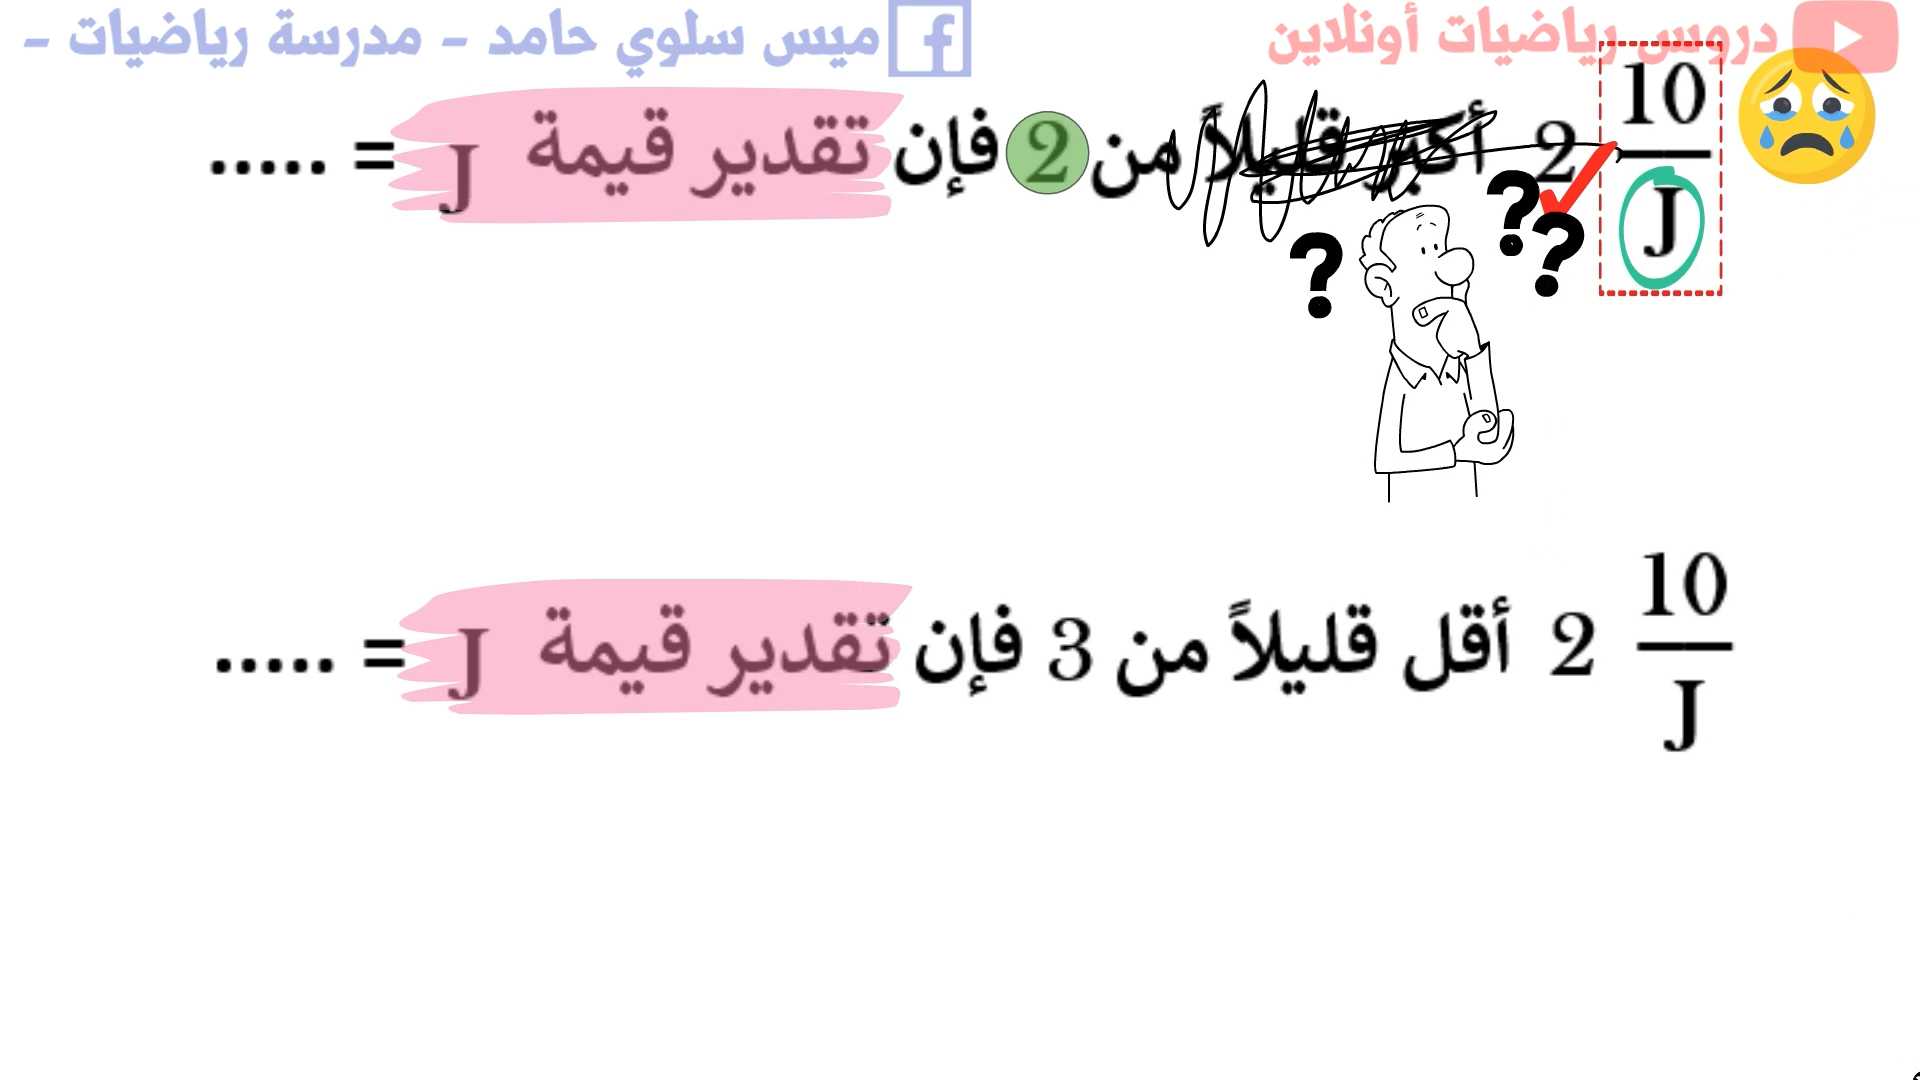 دروس رياضيات أونلاين
ميس سلوي حامد - مدرسة رياضيات -
2 10/J أكبر قليلاً من 2 فإن تقدير قيمة J = .....
? ? ?
2 10/J أقل قليلاً من 3 فإن تقدير قيمة J = .....